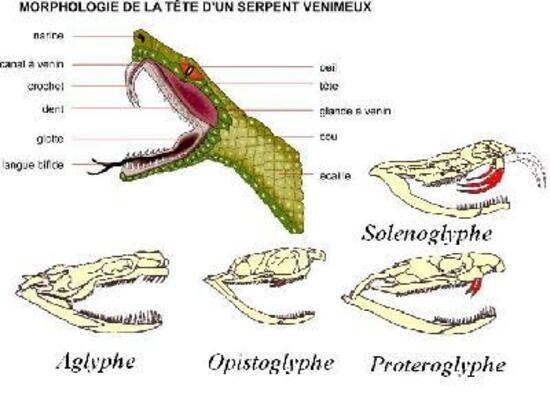 MORPHOLOGIE DE LA TÊTE D'UN SERPENT VENIMEUX
narine
canal à venin
crochet
dent
glotte
langue bifide
œil
tête
glande à venin
cou
écaille
Solenoglyphe
Aglyphe
Opistoglyphe
Proteroglyphe